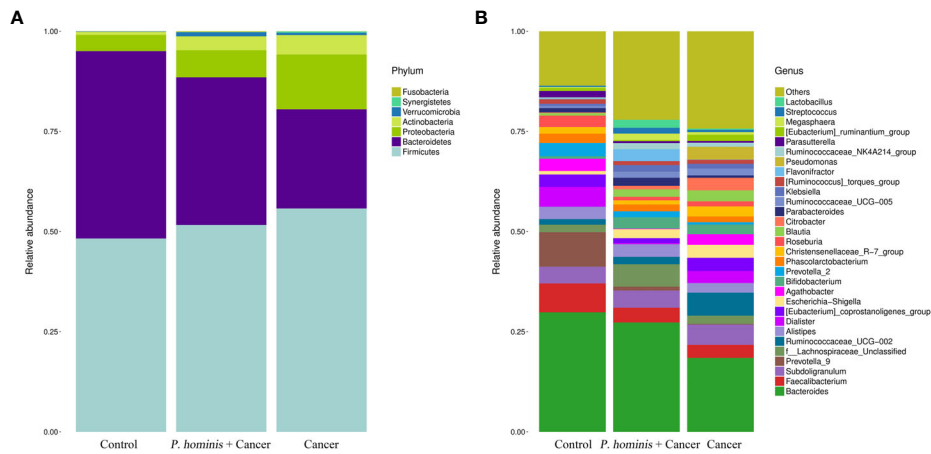 A
1.00
0.75
0.50
0.25
0.00
Relative abundance
Control
P. hominis + Cancer
Cancer
Phylum
Fusobacteria
Synergistetes
Verrucomicrobia
Actinobacteria
Proteobacteria
Bacteroidetes
Firmicutes
B
1.00
0.75
0.50
0.25
0.00
Relative abundance
Control
P. hominis + Cancer
Cancer
Genus
Others
Lactobacillus
Streptococcus
Megasphaera
[Eubacterium]_ruminantium_group
Parasutterella
Ruminococcaceae_NK4A214_group
Pseudomonas
Flavonifractor
[Ruminococcus]_torques_group
Klebsiella
Ruminococcaceae_UCG-005
Parabacteroides
Citrobacter
Blautia
Roseburia
Christensenellaceae_R-7_group
Phascolarctobacterium
Prevotella_2
Bifidobacterium
Agathobacter
Escherichia-Shigella
[Eubacterium]_coprostanoligenes_group
Dialister
Alistipes
Ruminococcaceae_UCG-002
f__Lachnospiraceae_Unclassified
Prevotella_9
Subdoligranulum
Faecalibacterium
Bacteroides